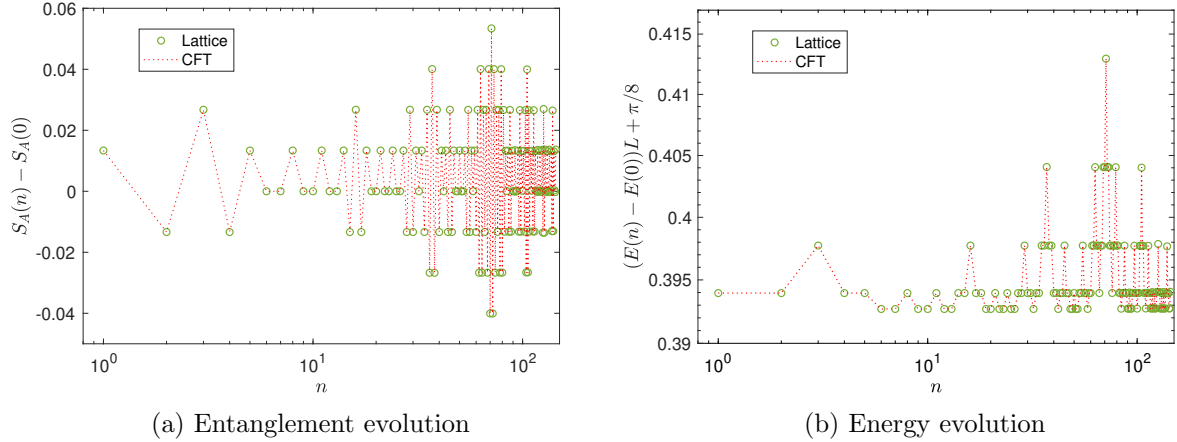 0.06
0.04
0.02
0
-0.02
-0.04
S_A(n) − S_A(0)
Lattice
CFT
10^0
10^1
10^2
n
(a) Entanglement evolution
0.415
0.41
0.405
0.4
0.395
0.39
(E(n) − E(0))L + π/8
Lattice
CFT
10^0
10^1
10^2
n
(b) Energy evolution